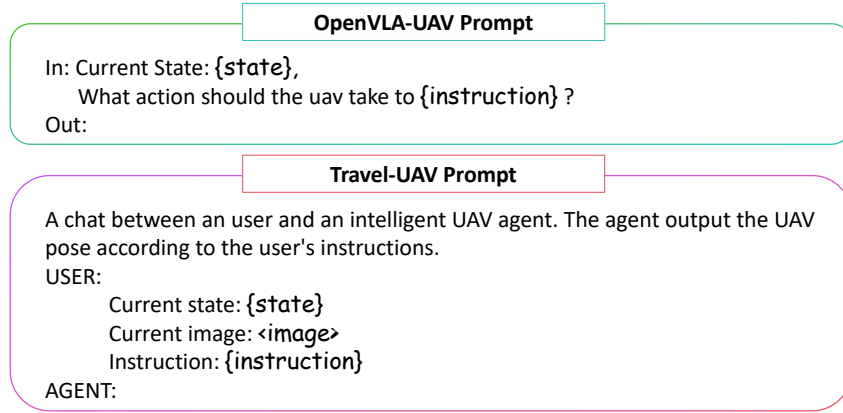 OpenVLA-UAV Prompt
In: Current State: {state},
What action should the uav take to {instruction} ?
Out:
Travel-UAV Prompt
A chat between an user and an intelligent UAV agent. The agent output the UAV
pose according to the user's instructions.
USER:
Current state: {state}
Current image: <image>
Instruction: {instruction}
AGENT: